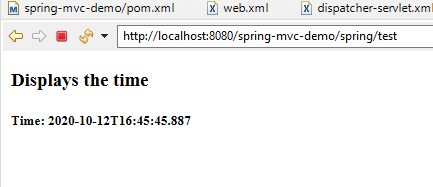 spring-mvc-demo/pom.xml web.xml dispatcher-servlet.xml
http://localhost:8080/spring-mvc-demo/spring/test
Displays the time
Time: 2020-10-12T16:45:45.887